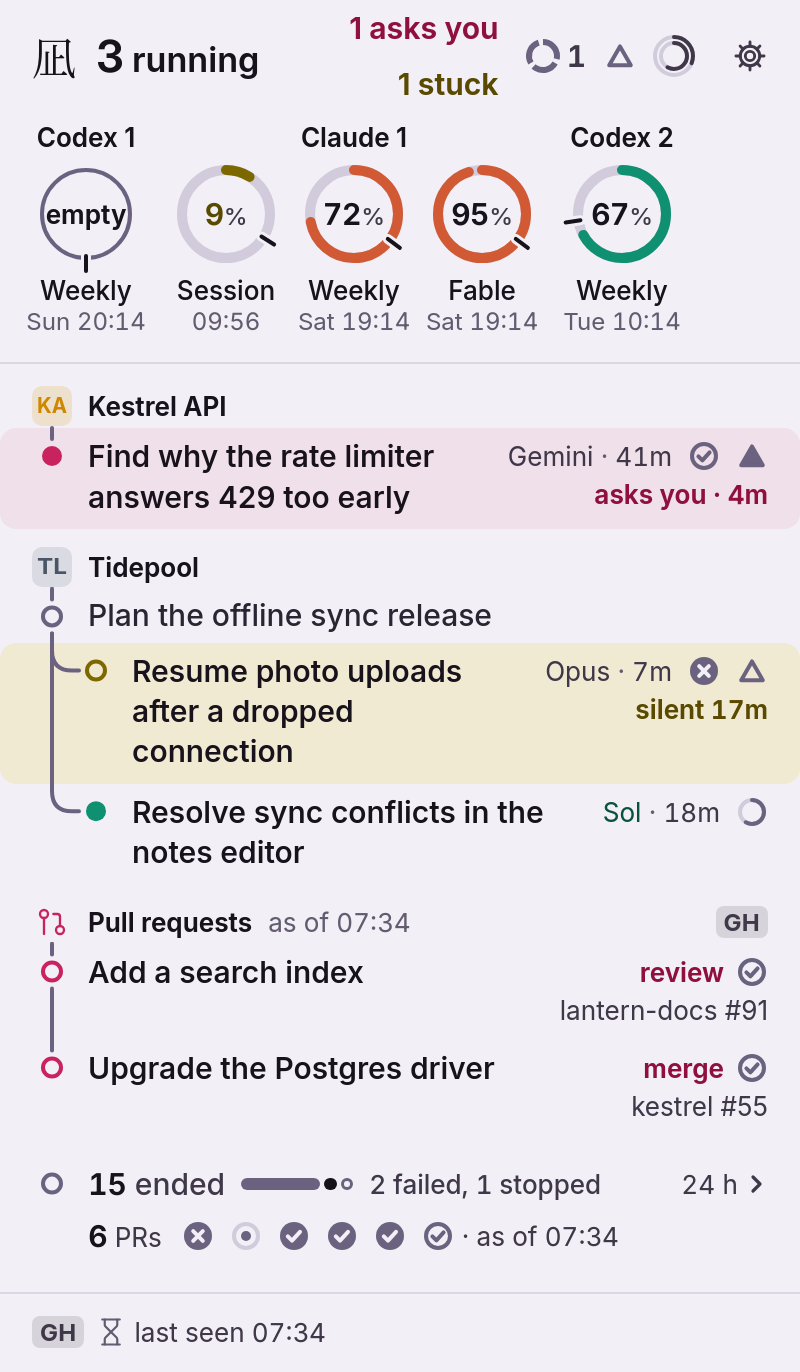 凪 3 running
1 asks you
1 stuck
1
Codex 1 Claude 1 Codex 2
empty 9% 72% 95% 67%
Weekly Session Weekly Fable Weekly
Sun 20:14 09:56 Sat 19:14 Sat 19:14 Tue 10:14
KA Kestrel API
Find why the rate limiter Gemini · 41m
answers 429 too early asks you · 4m
TL Tidepool
Plan the offline sync release
Resume photo uploads Opus · 7m
after a dropped silent 17m
connection
Resolve sync conflicts in the Sol · 18m
notes editor
Pull requests as of 07:34 GH
Add a search index review
lantern-docs #91
Upgrade the Postgres driver merge
kestrel #55
15 ended 2 failed, 1 stopped 24 h
6 PRs · as of 07:34
GH last seen 07:34